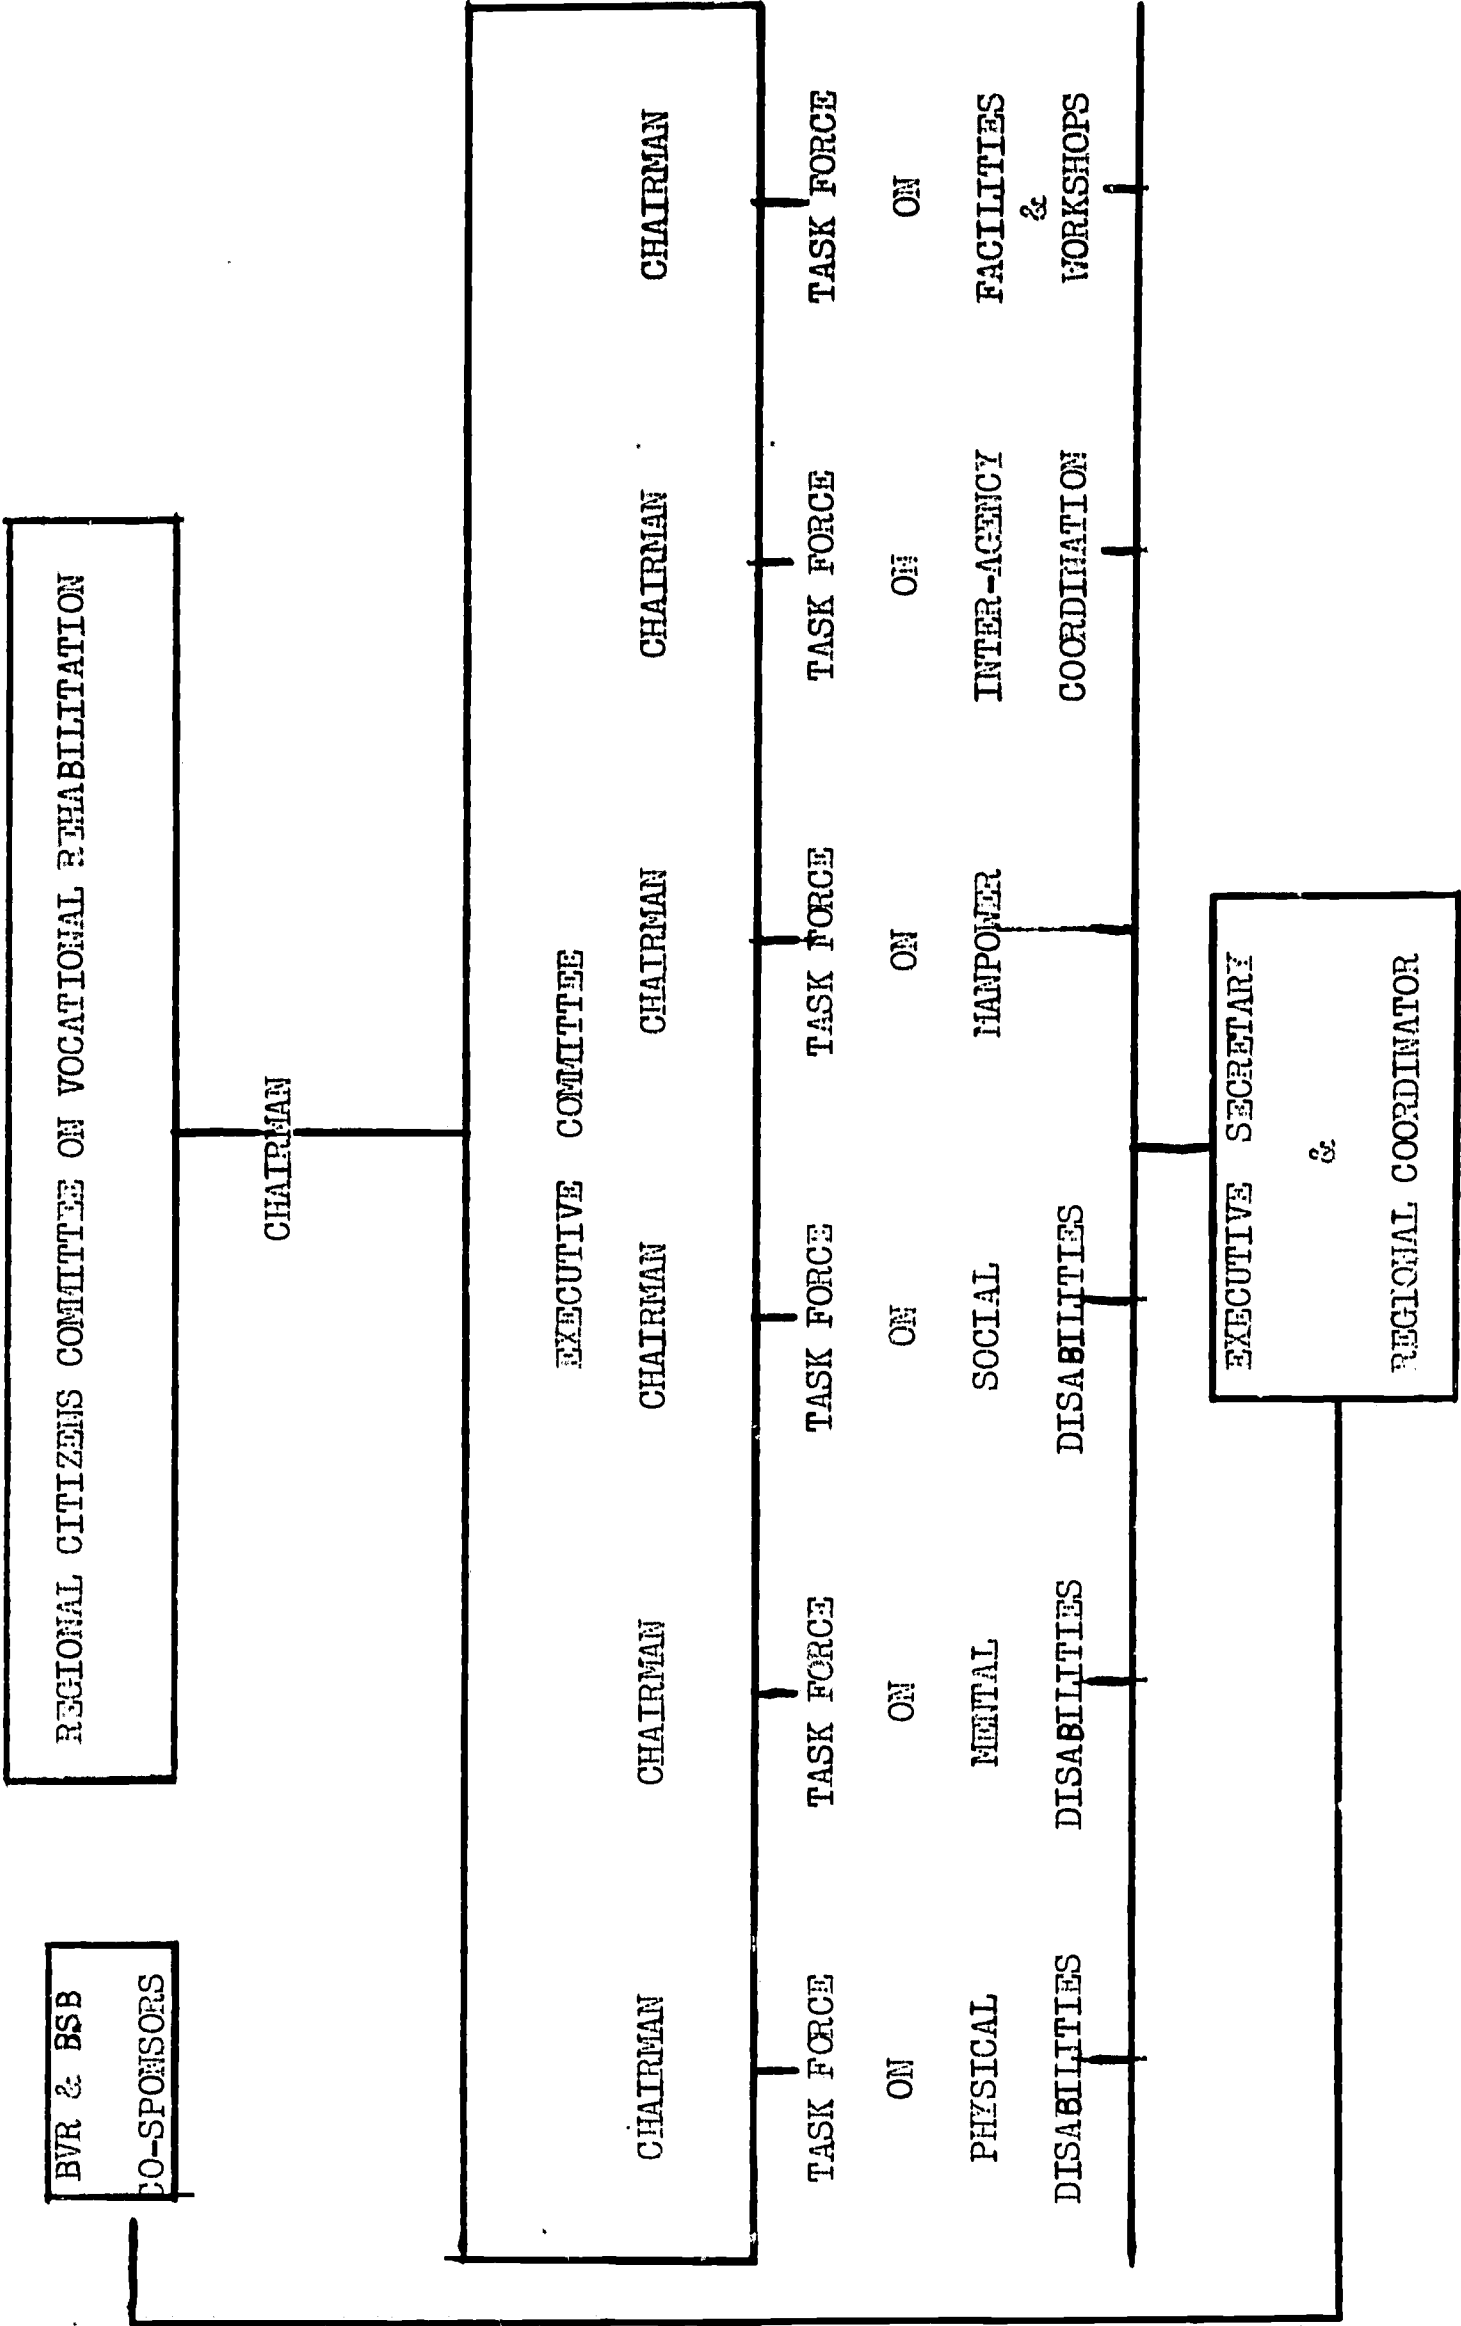 BVR & BSB
CO-SPONSORS
REGIONAL CITIZENS COMMITTEE ON VOCATIONAL REHABILITATION
CHAIRMAN
EXECUTIVE COMMITTEE
CHAIRMAN CHAIRMAN CHAIRMAN CHAIRMAN CHAIRMAN CHAIRMAN
TASK FORCE TASK FORCE TASK FORCE TASK FORCE TASK FORCE TASK FORCE
ON ON ON ON ON ON
PHYSICAL MENTAL SOCIAL MANPOWER INTER-AGENCY FACILITIES
&
DISABILITIES DISABILITIES DISABILITIES COORDINATION WORKSHOPS
EXECUTIVE SECRETARY
&
REGIONAL COORDINATOR